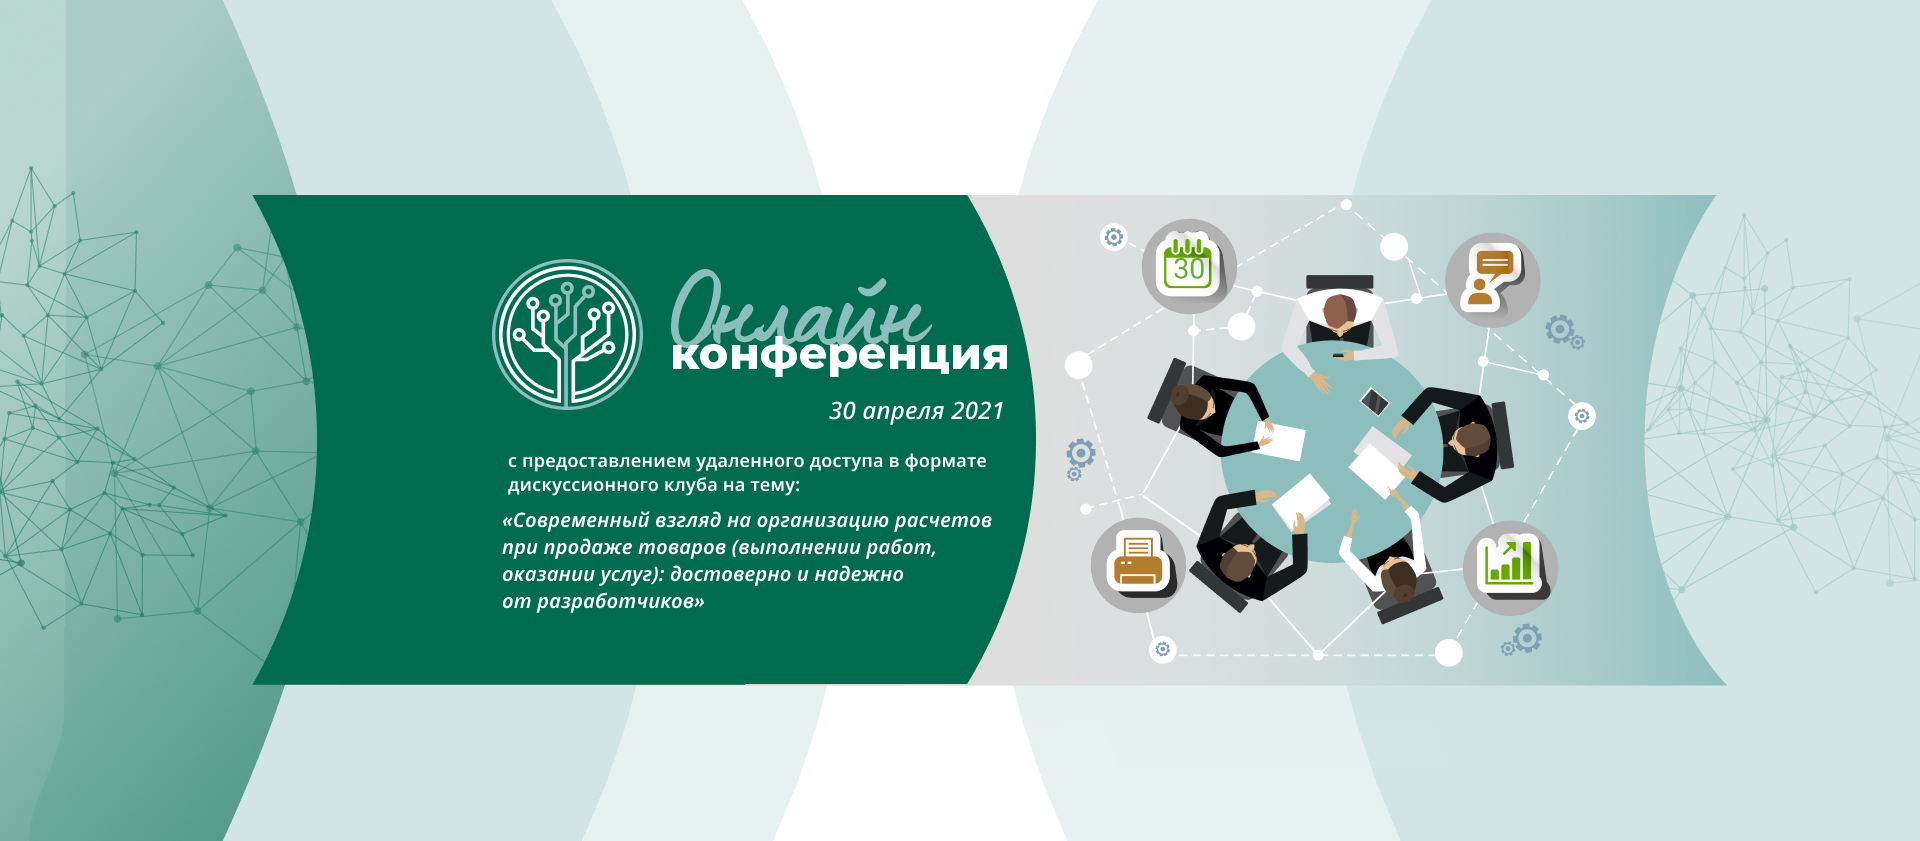 Онлайн
конференция
30 апреля 2021
с предоставлением удаленного доступа в формате
дискуссионного клуба на тему:
«Современный взгляд на организацию расчетов
при продаже товаров (выполнении работ,
оказании услуг): достоверно и надежно
от разработчиков»
30